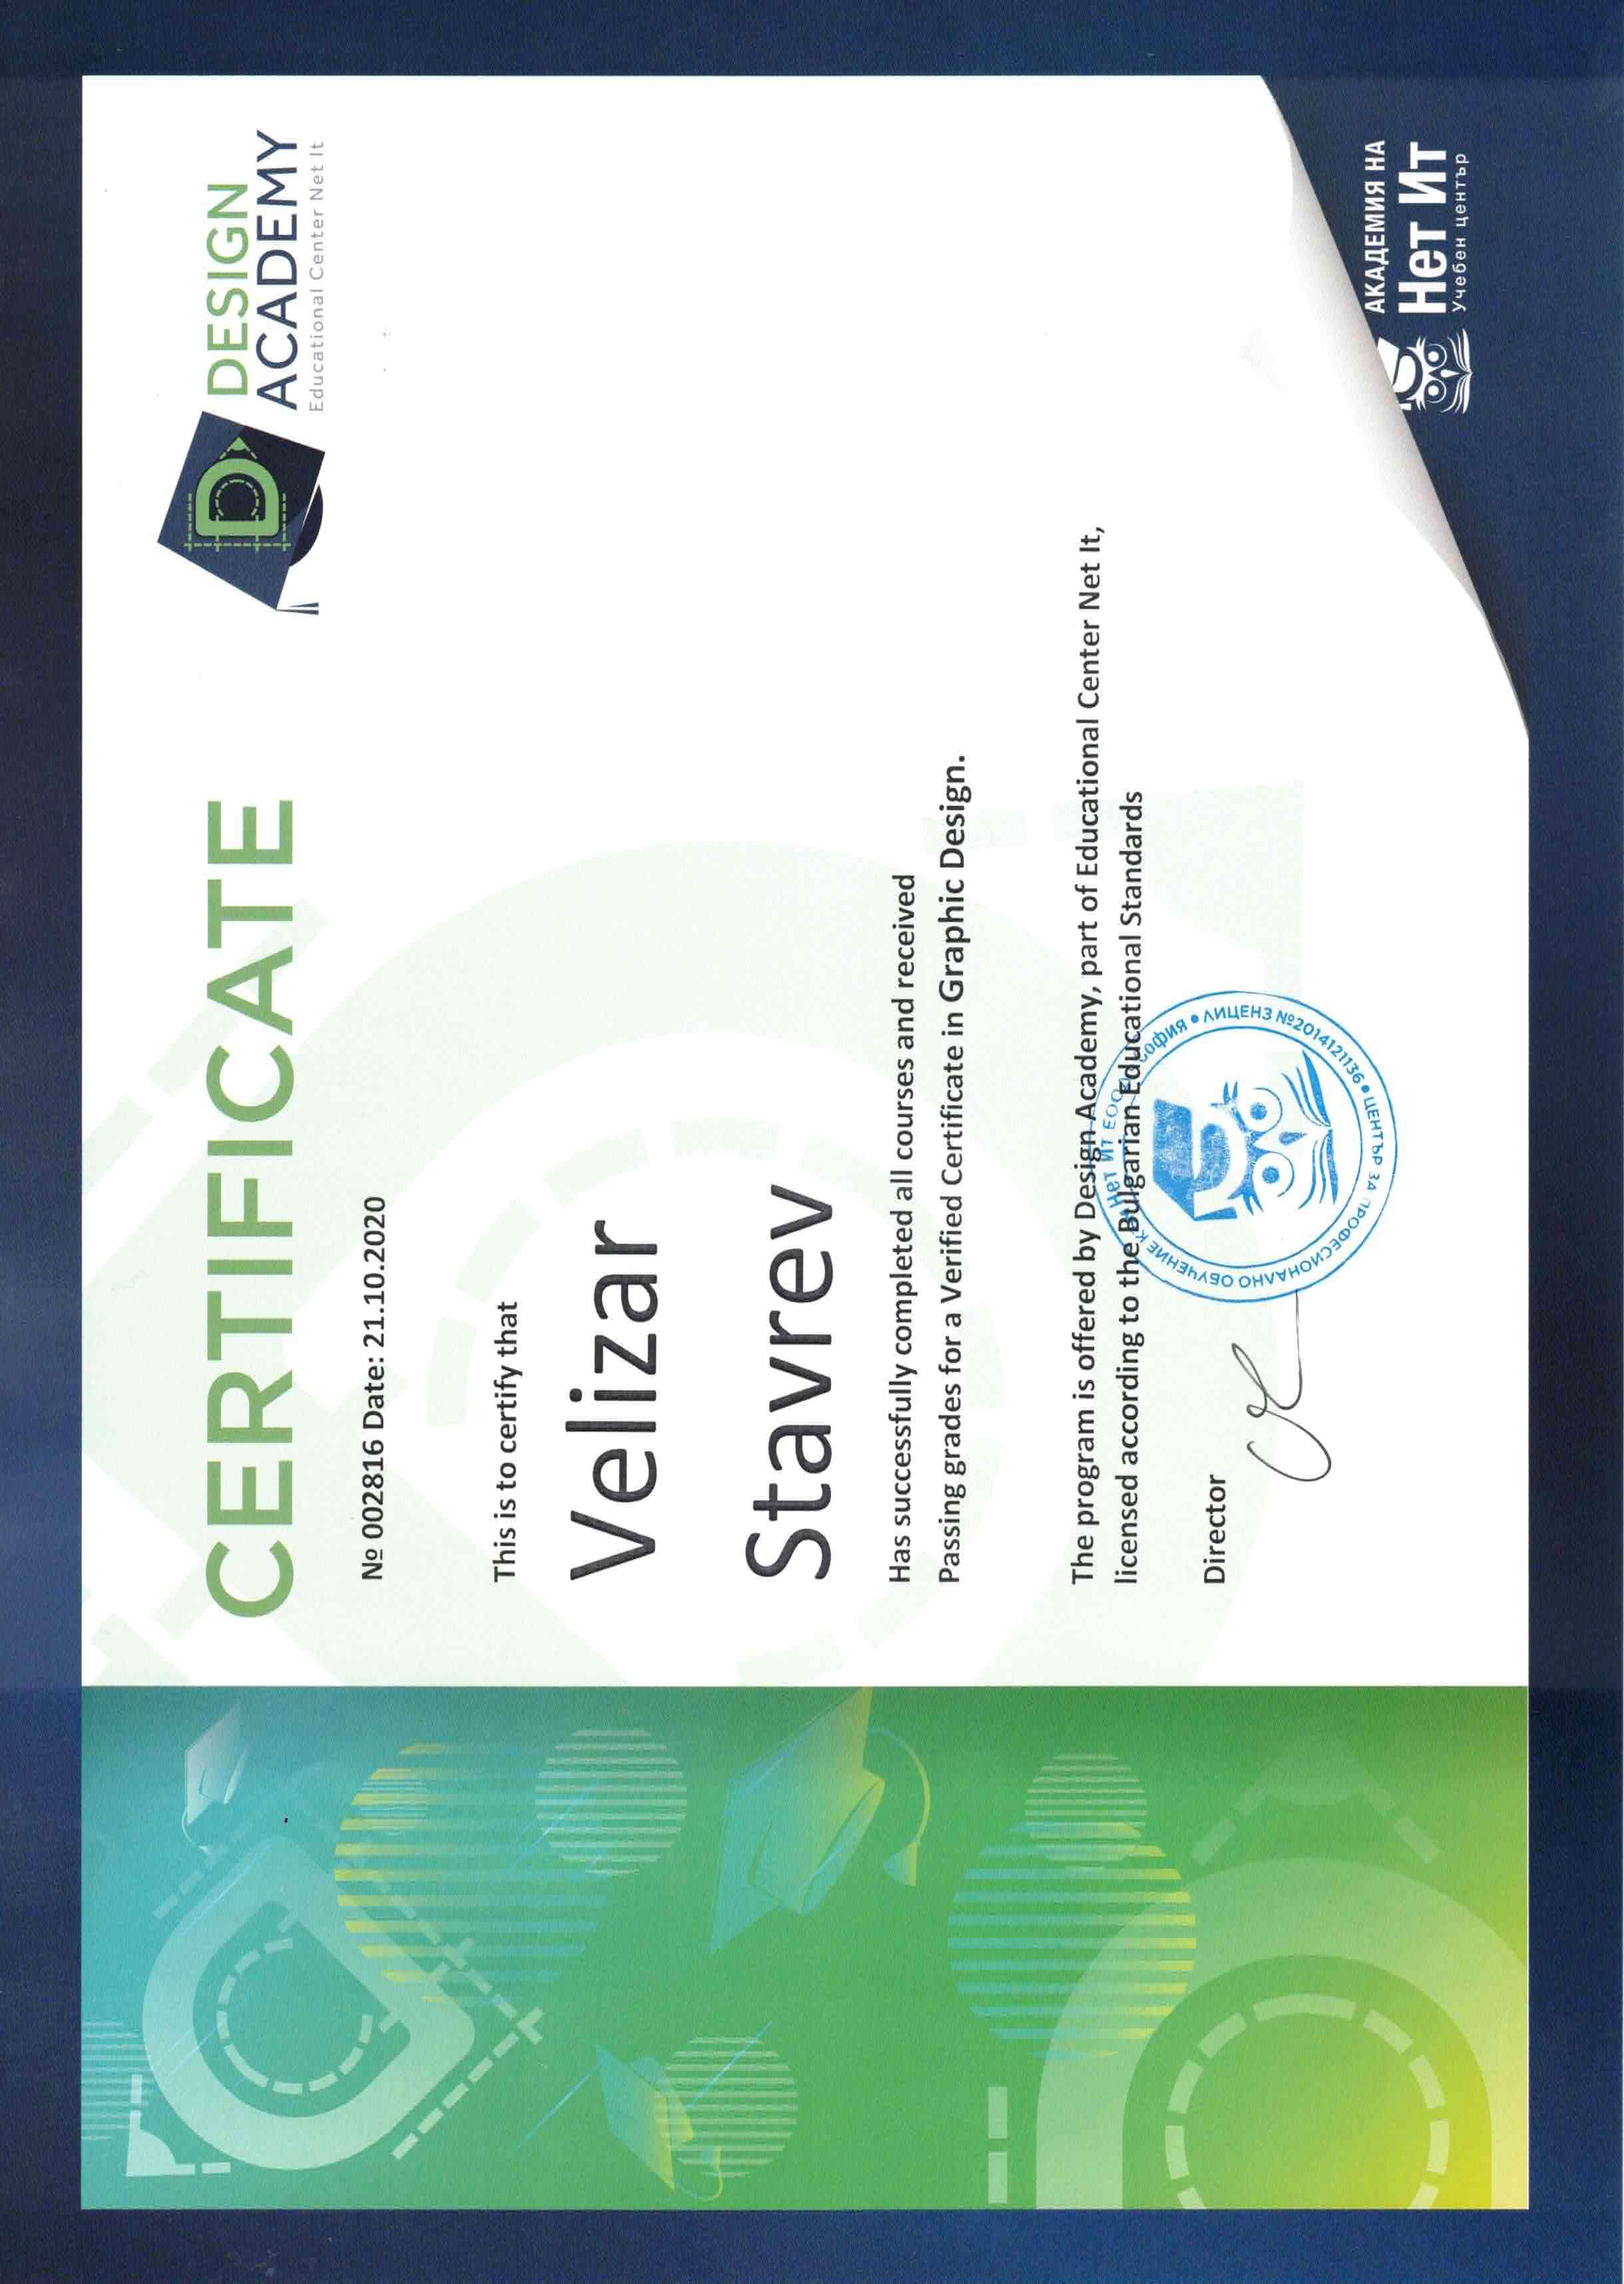 DESIGN
ACADEMY
Educational Center Net It
CERTIFICATE
№ 002816 Date: 21.10.2020
This is to certify that
Velizar
Stavrev
Has successfully completed all courses and received
Passing grades for a Verified Certificate in Graphic Design.
The program is offered by Design Academy, part of Educational Center Net It,
licensed according to the Bulgarian Educational Standards
Director
Нет Ит ЕООД София • ЛИЦЕНЗ №2014121136 • ЦЕНТЪР ЗА ПРОФЕСИОНАЛНО ОБУЧЕНИЕ
АКАДЕМИЯ НА
Нет Ит
Учебен център